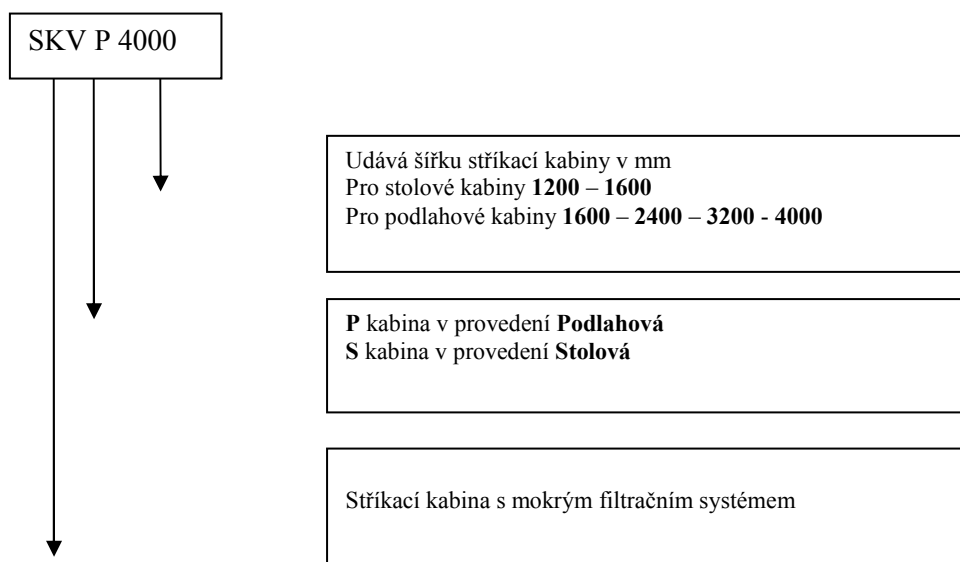 SKV P 4000
Udává šířku stříkací kabiny v mm
Pro stolové kabiny 1200 – 1600
Pro podlahové kabiny 1600 – 2400 – 3200 - 4000
P kabina v provedení Podlahová
S kabina v provedení Stolová
Stříkací kabina s mokrým filtračním systémem